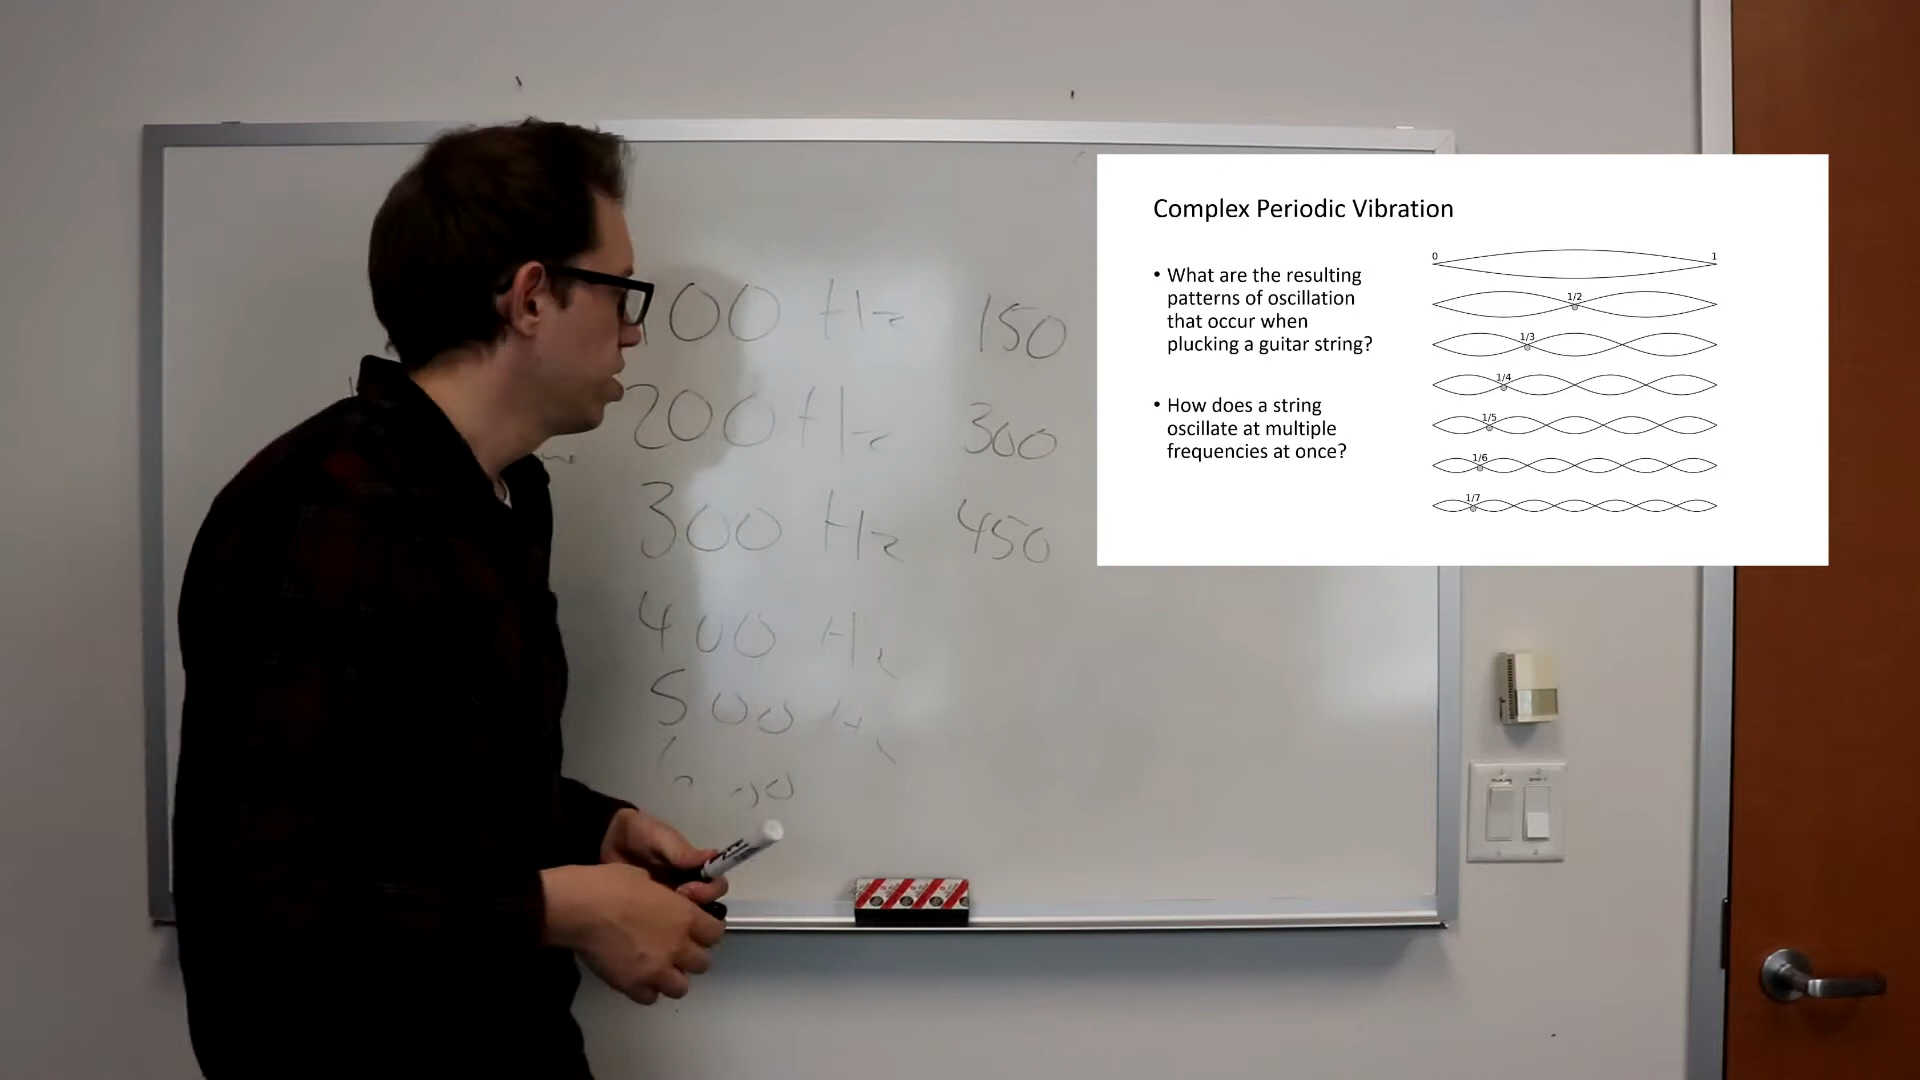 100 Hz 150
200 Hz 300
300 Hz 450
400 Hz
500 Hz
Complex Periodic Vibration
• What are the resulting
patterns of oscillation
that occur when
plucking a guitar string?
• How does a string
oscillate at multiple
frequencies at once?
0 1
1/2
1/3
1/4
1/5
1/6
1/7